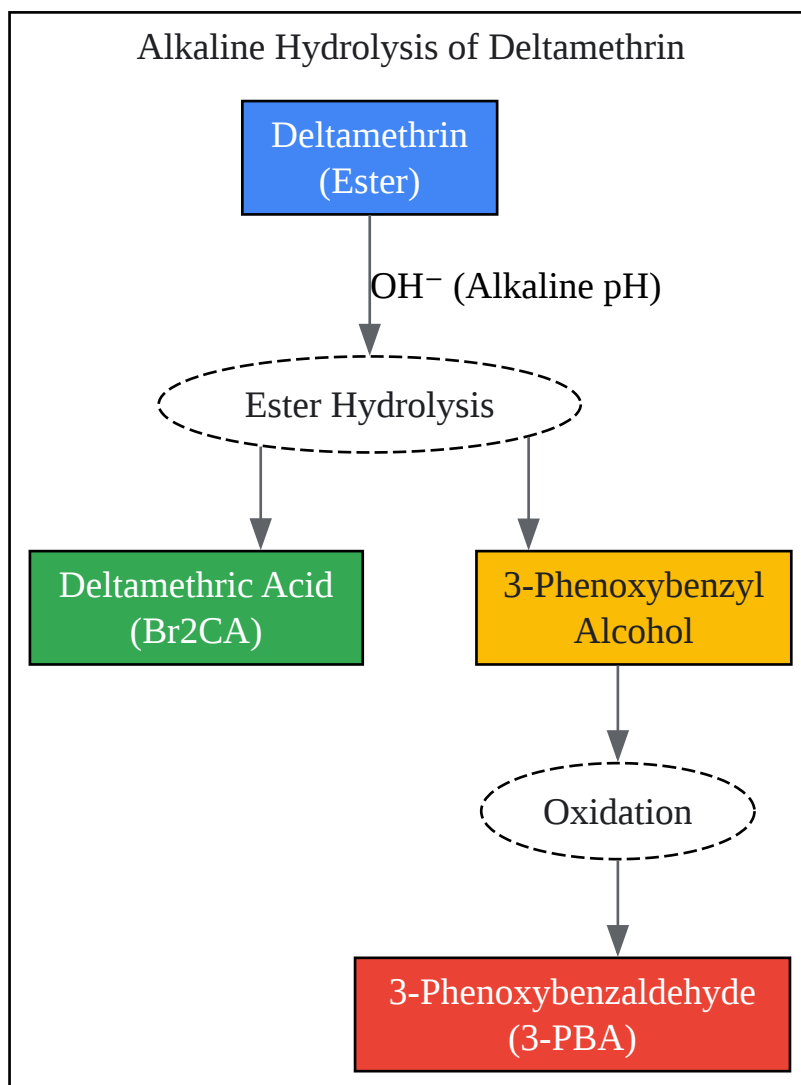 Alkaline Hydrolysis of Deltamethrin
Deltamethrin
(Ester)
OH⁻ (Alkaline pH)
Ester Hydrolysis
Deltamethric Acid
(Br2CA)
3-Phenoxybenzyl
Alcohol
Oxidation
3-Phenoxybenzaldehyde
(3-PBA)